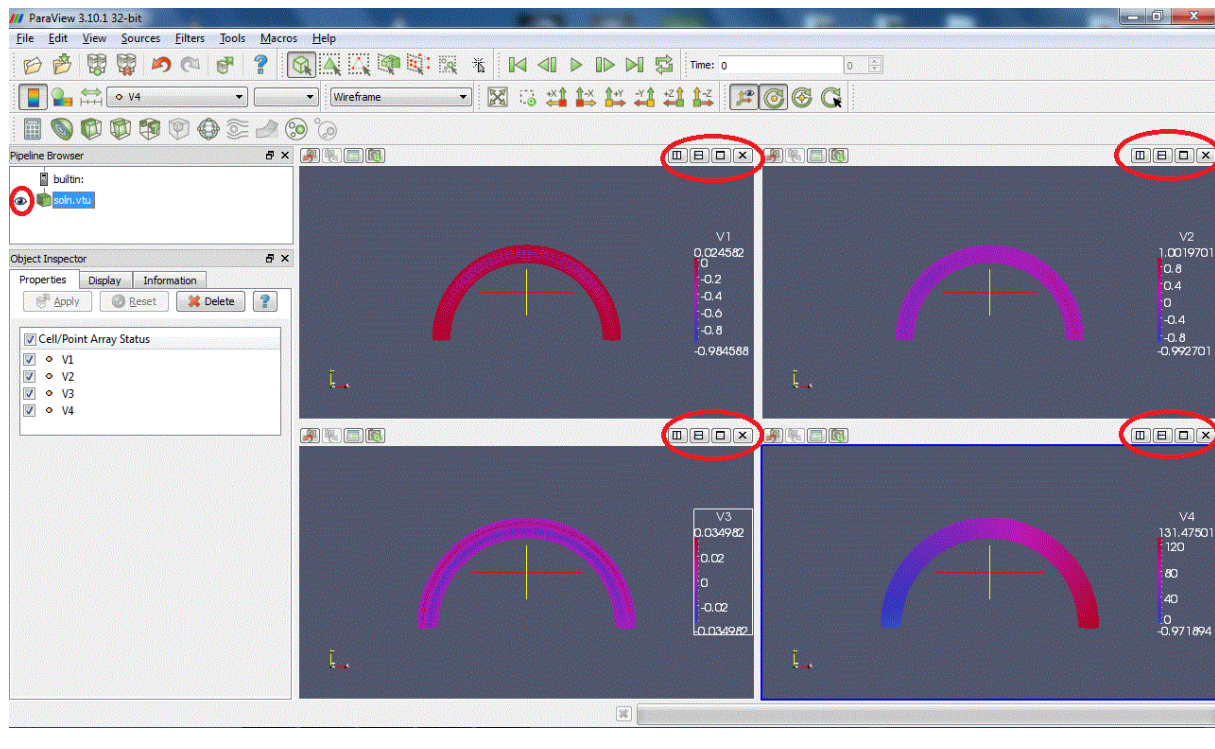 ParaView 3.10.1 32-bit
File Edit View Sources Filters Tools Macros Help
Time: 0 0
V4 Wireframe +X -X +Y -Y +Z -Z
Pipeline Browser
builtin:
soln.vtu
Object Inspector
Properties Display Information
Apply Reset Delete ?
Cell/Point Array Status
V1
V2
V3
V4
V1
0.024582
0
-0.2
-0.4
-0.6
-0.8
-0.984588
V2
1.0019701
0.8
0.4
0
-0.4
-0.8
-0.992701
V3
0.034982
0.02
0
-0.02
-0.034982
V4
131.47501
120
80
40
0
-0.971894